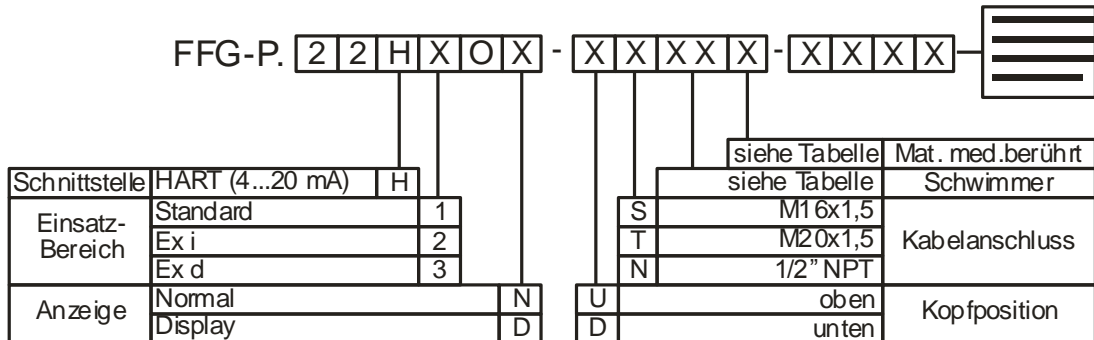 FFG-P. 2 2 H X O X - X X X X X - X X X X
siehe Tabelle Mat. med.berührt
Schnittstelle HART (4...20 mA) H siehe Tabelle Schwimmer
Einsatz-
Bereich
Standard 1
Ex i 2
Ex d 3
S M16x1,5
T M20x1,5
N 1/2” NPT
Kabelanschluss
Anzeige
Normal N
Display D
U oben
D unten
Kopfposition